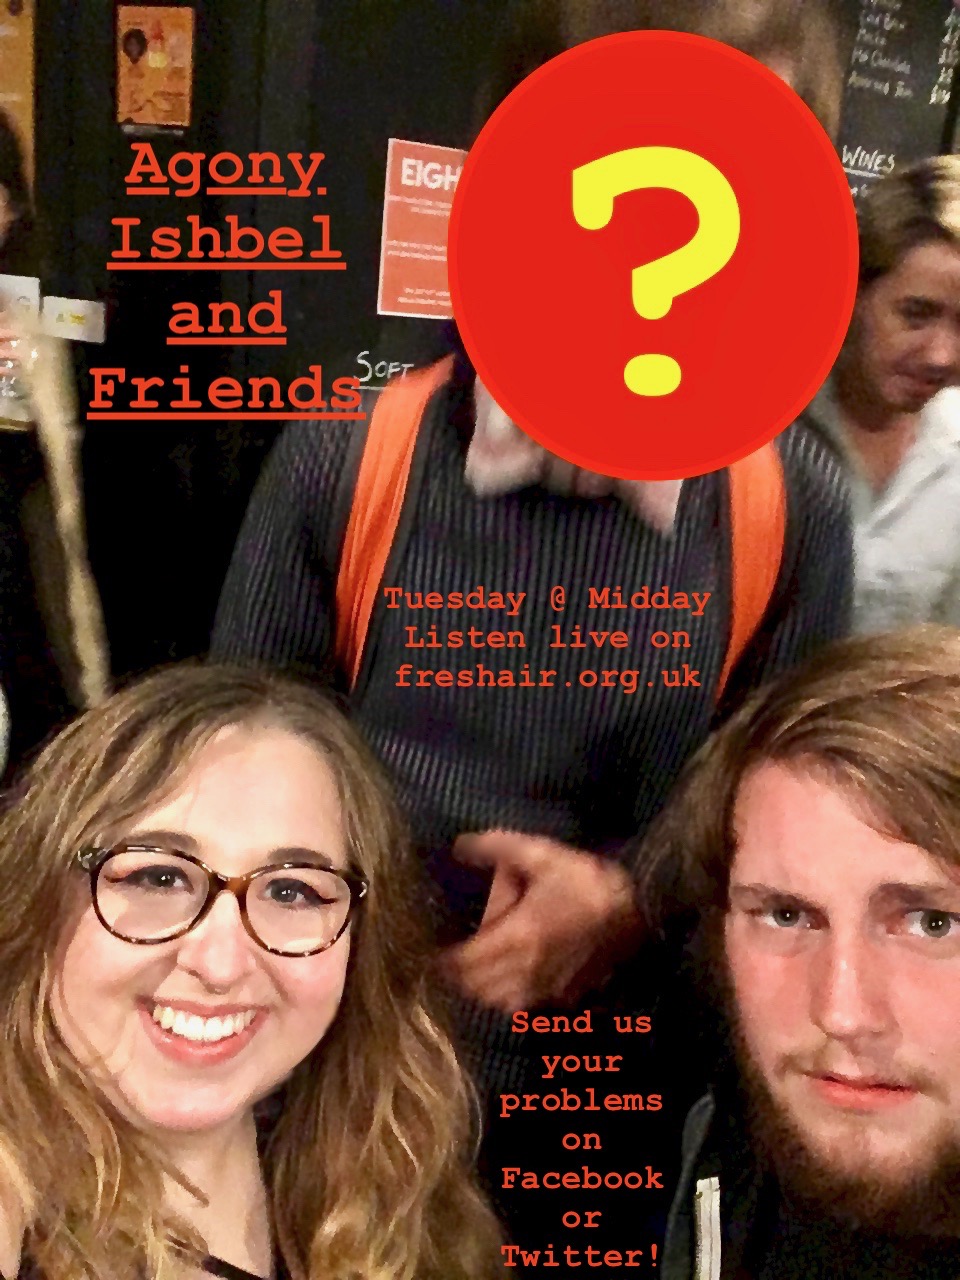 Agony
Ishbel
and
Friends
EIGH
WINES
SOFT
Tuesday @ Midday
Listen live on
freshair.org.uk
Send us
your
problems
on
Facebook
or
Twitter!